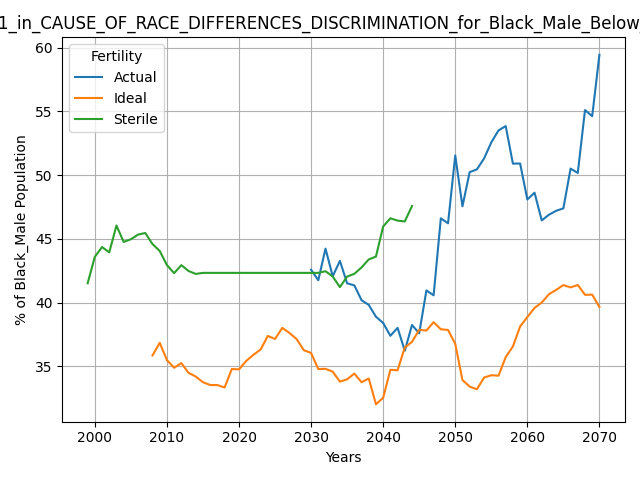 1_in_CAUSE_OF_RACE_DIFFERENCES_DISCRIMINATION_for_Black_Male_Below_
Fertility
Actual
Ideal
Sterile
60
55
50
45
40
35
% of Black_Male Population
2000 2010 2020 2030 2040 2050 2060 2070
Years